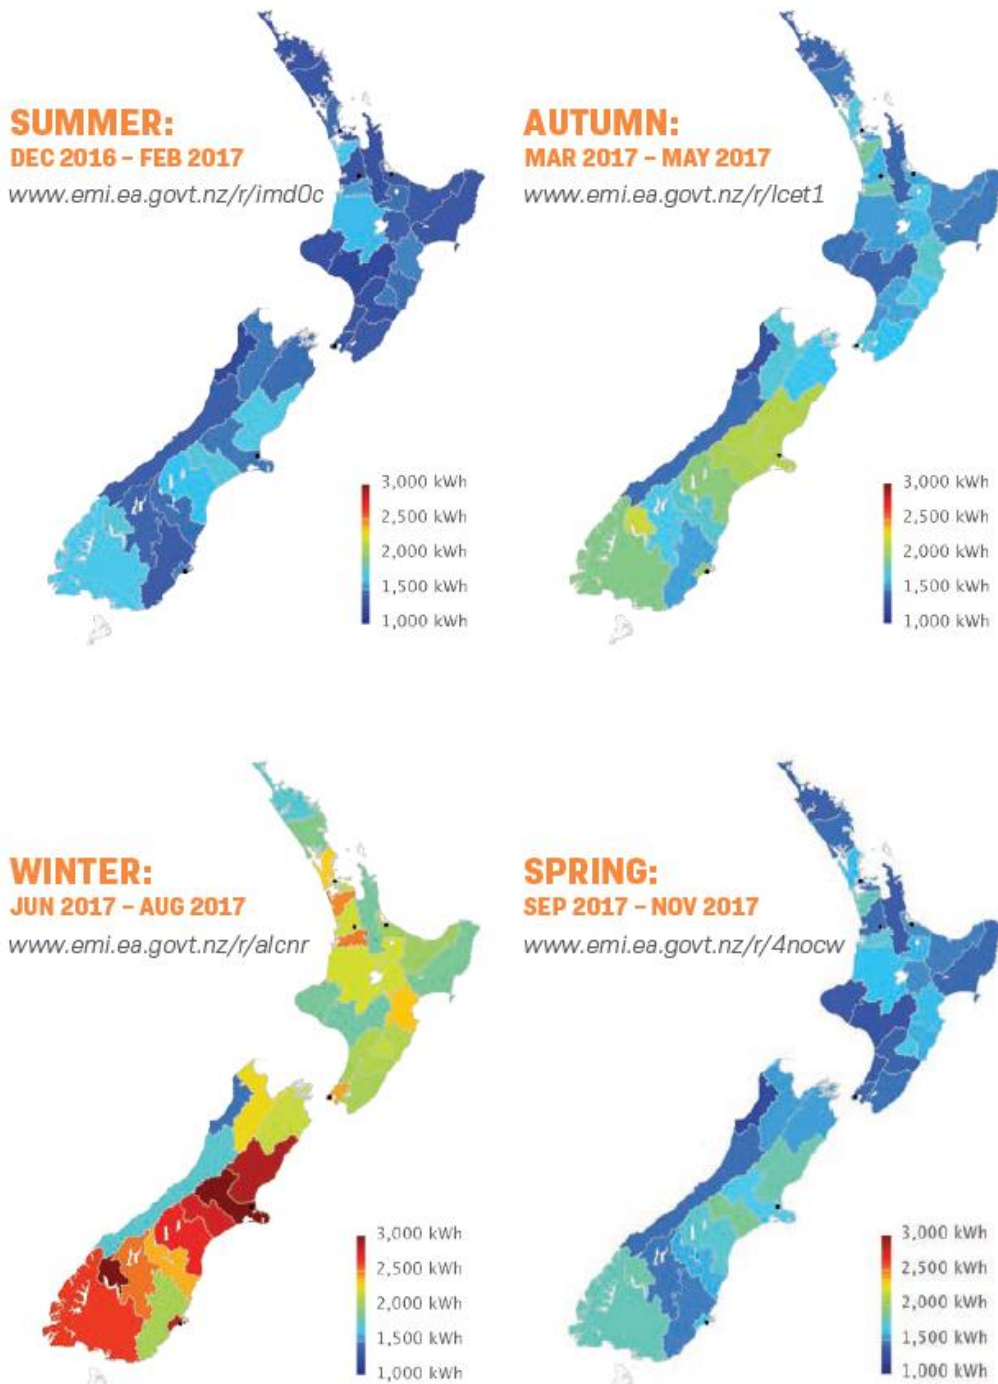 SUMMER:
DEC 2016 – FEB 2017
www.emi.ea.govt.nz/r/imd0c
3,000 kWh
2,500 kWh
2,000 kWh
1,500 kWh
1,000 kWh
AUTUMN:
MAR 2017 – MAY 2017
www.emi.ea.govt.nz/r/lcet1
3,000 kWh
2,500 kWh
2,000 kWh
1,500 kWh
1,000 kWh
WINTER:
JUN 2017 – AUG 2017
www.emi.ea.govt.nz/r/alcnr
3,000 kWh
2,500 kWh
2,000 kWh
1,500 kWh
1,000 kWh
SPRING:
SEP 2017 – NOV 2017
www.emi.ea.govt.nz/r/4nocw
3,000 kWh
2,500 kWh
2,000 kWh
1,500 kWh
1,000 kWh